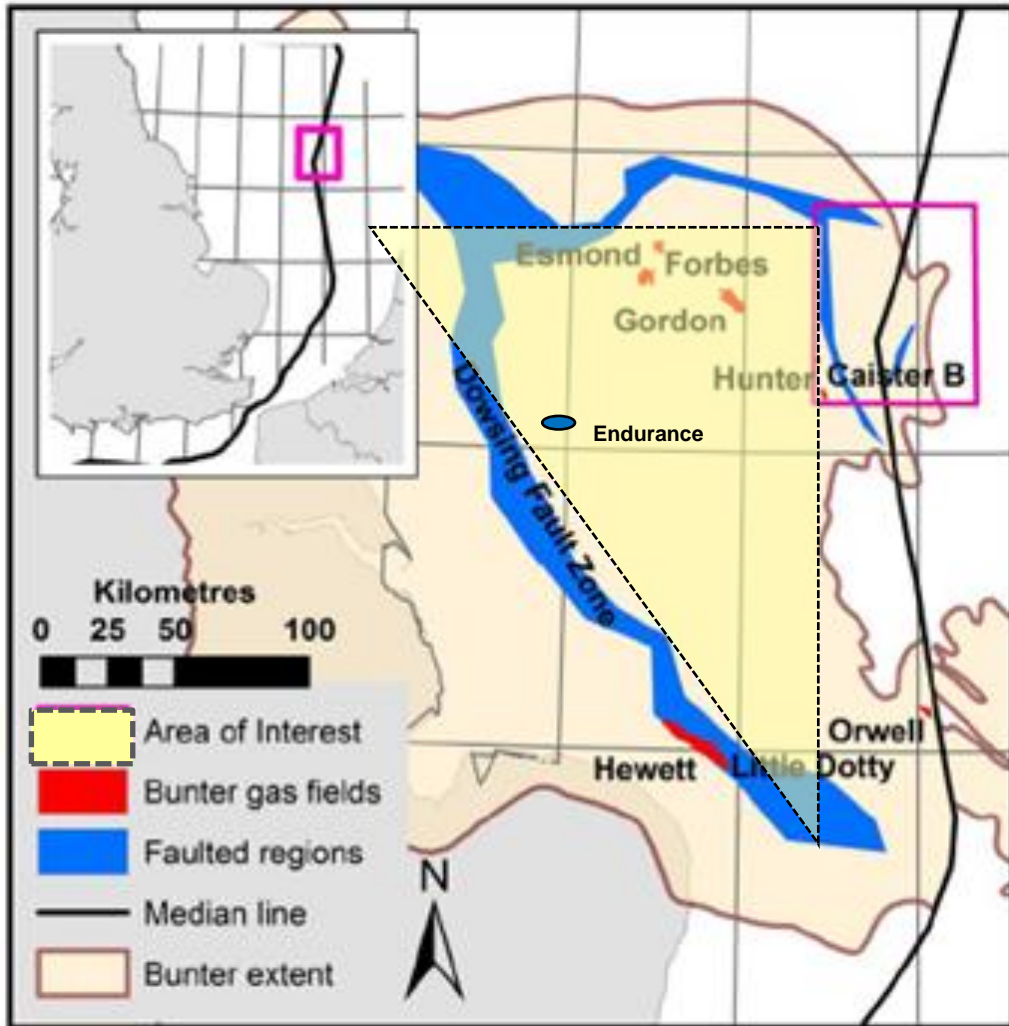 Esmond
Forbes
Gordon
Hunter
Caister B
Endurance
Dowsing Fault Zone
Kilometres
0 25 50 100
Orwell
Hewett
Little Dotty
Area of Interest
Bunter gas fields
Faulted regions
Median line
Bunter extent
N